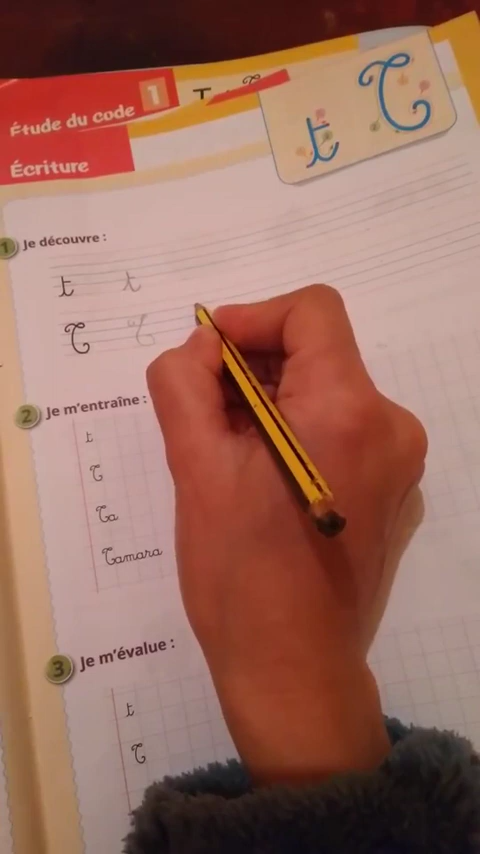 Étude du code 1 T
t T
Écriture
1 Je découvre :
t t
T T
2 Je m'entraîne :
t
T
Ta
Tamara
3 Je m'évalue :
t
T